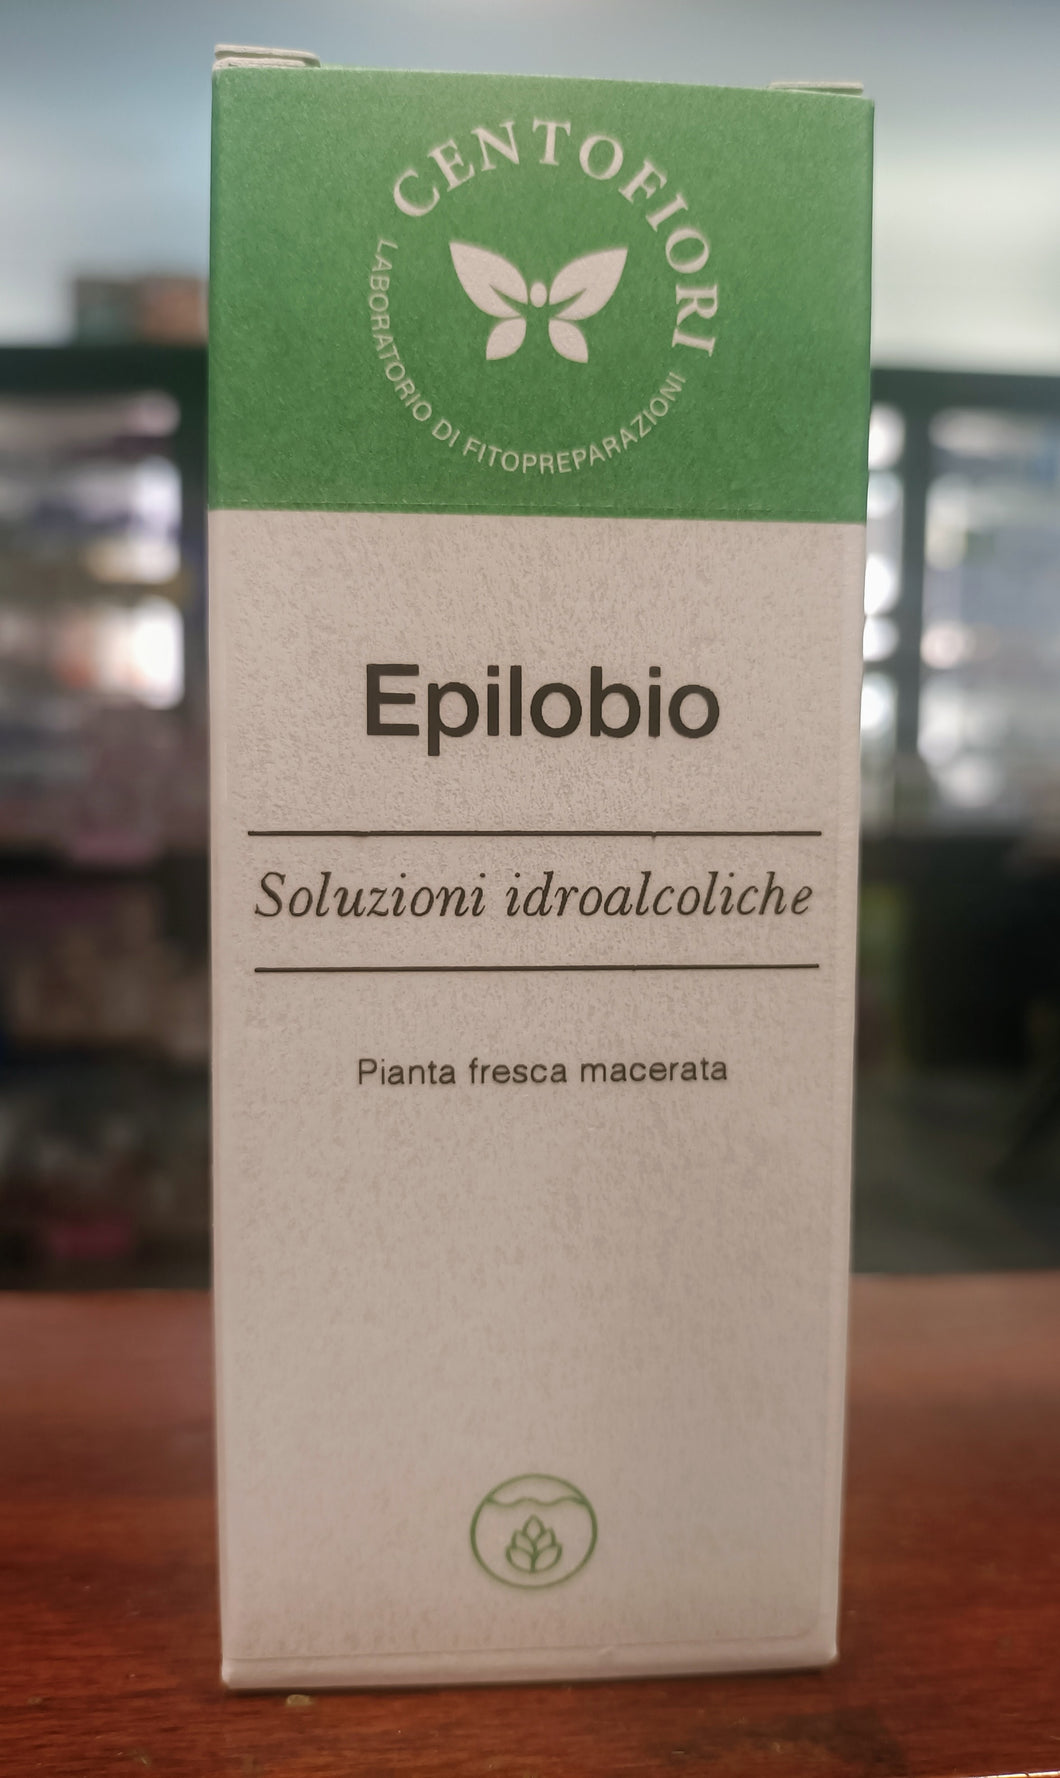 CENTOFIORI
LABORATORIO DI FITOPREPARAZIONI
Epilobio
Soluzioni idroalcoliche
Pianta fresca macerata